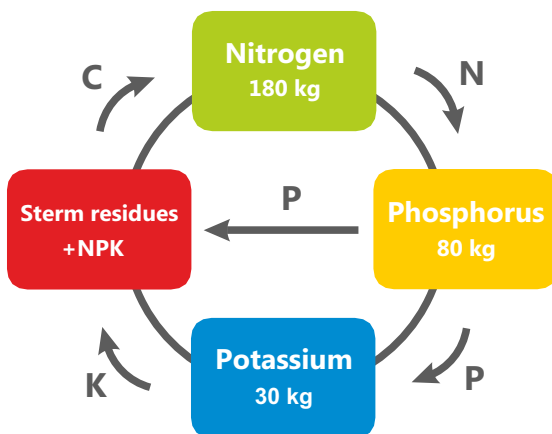 Nitrogen
180 kg
C
N
Sterm residues
+NPK
P
Phosphorus
80 kg
Potassium
30 kg
K
P